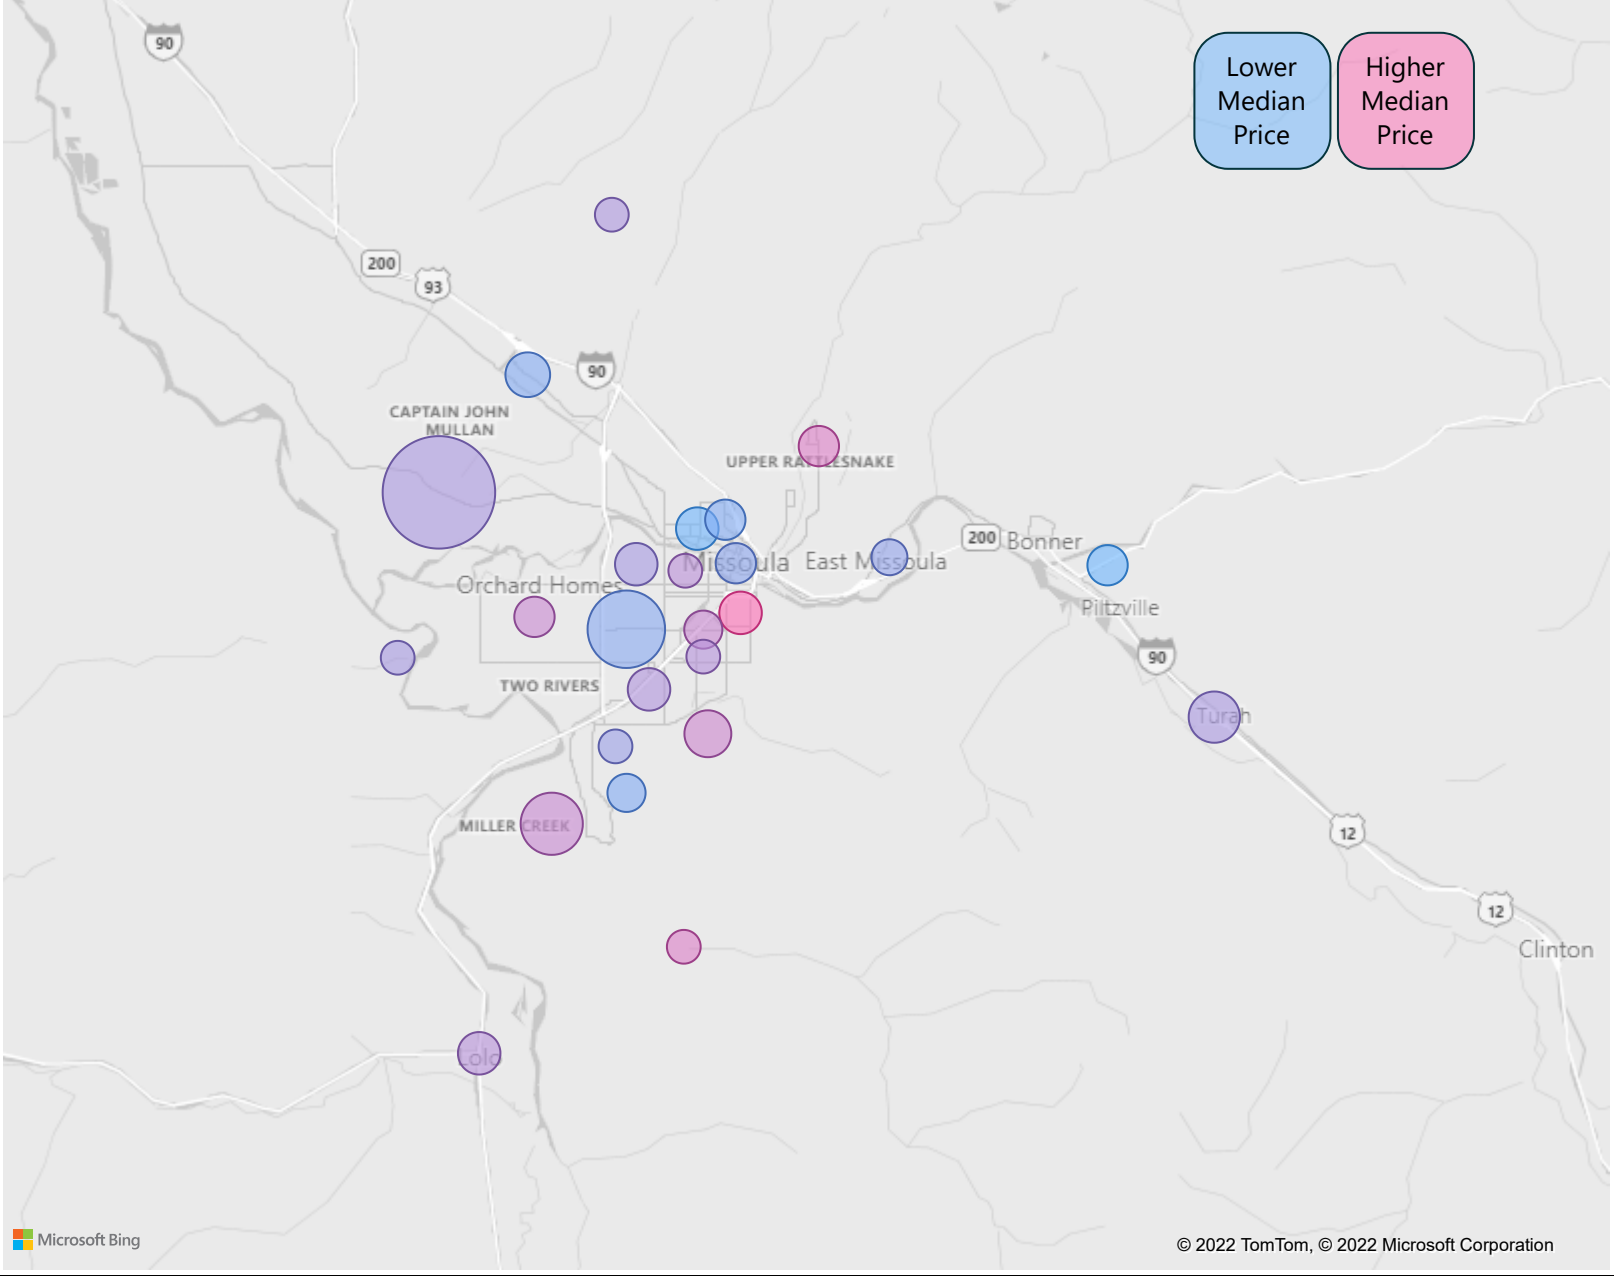 90
Lower
Median
Price
Higher
Median
Price
200
93
90
CAPTAIN JOHN
MULLAN
UPPER RATTLESNAKE
200
Bonner
Missoula
East Missoula
Orchard Homes
Piltzville
90
TWO RIVERS
Turah
MILLER CREEK
12
12
Clinton
Lolo
Microsoft Bing
© 2022 TomTom, © 2022 Microsoft Corporation